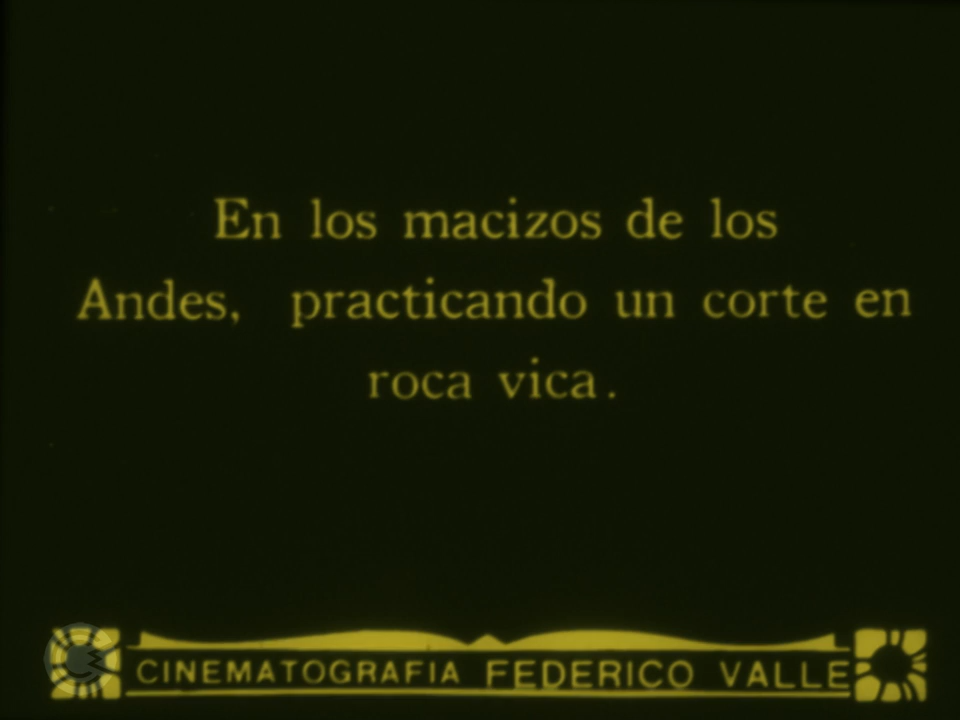 En los macizos de los
Andes, practicando un corte en
roca vica.
CINEMATOGRAFIA FEDERICO VALLE